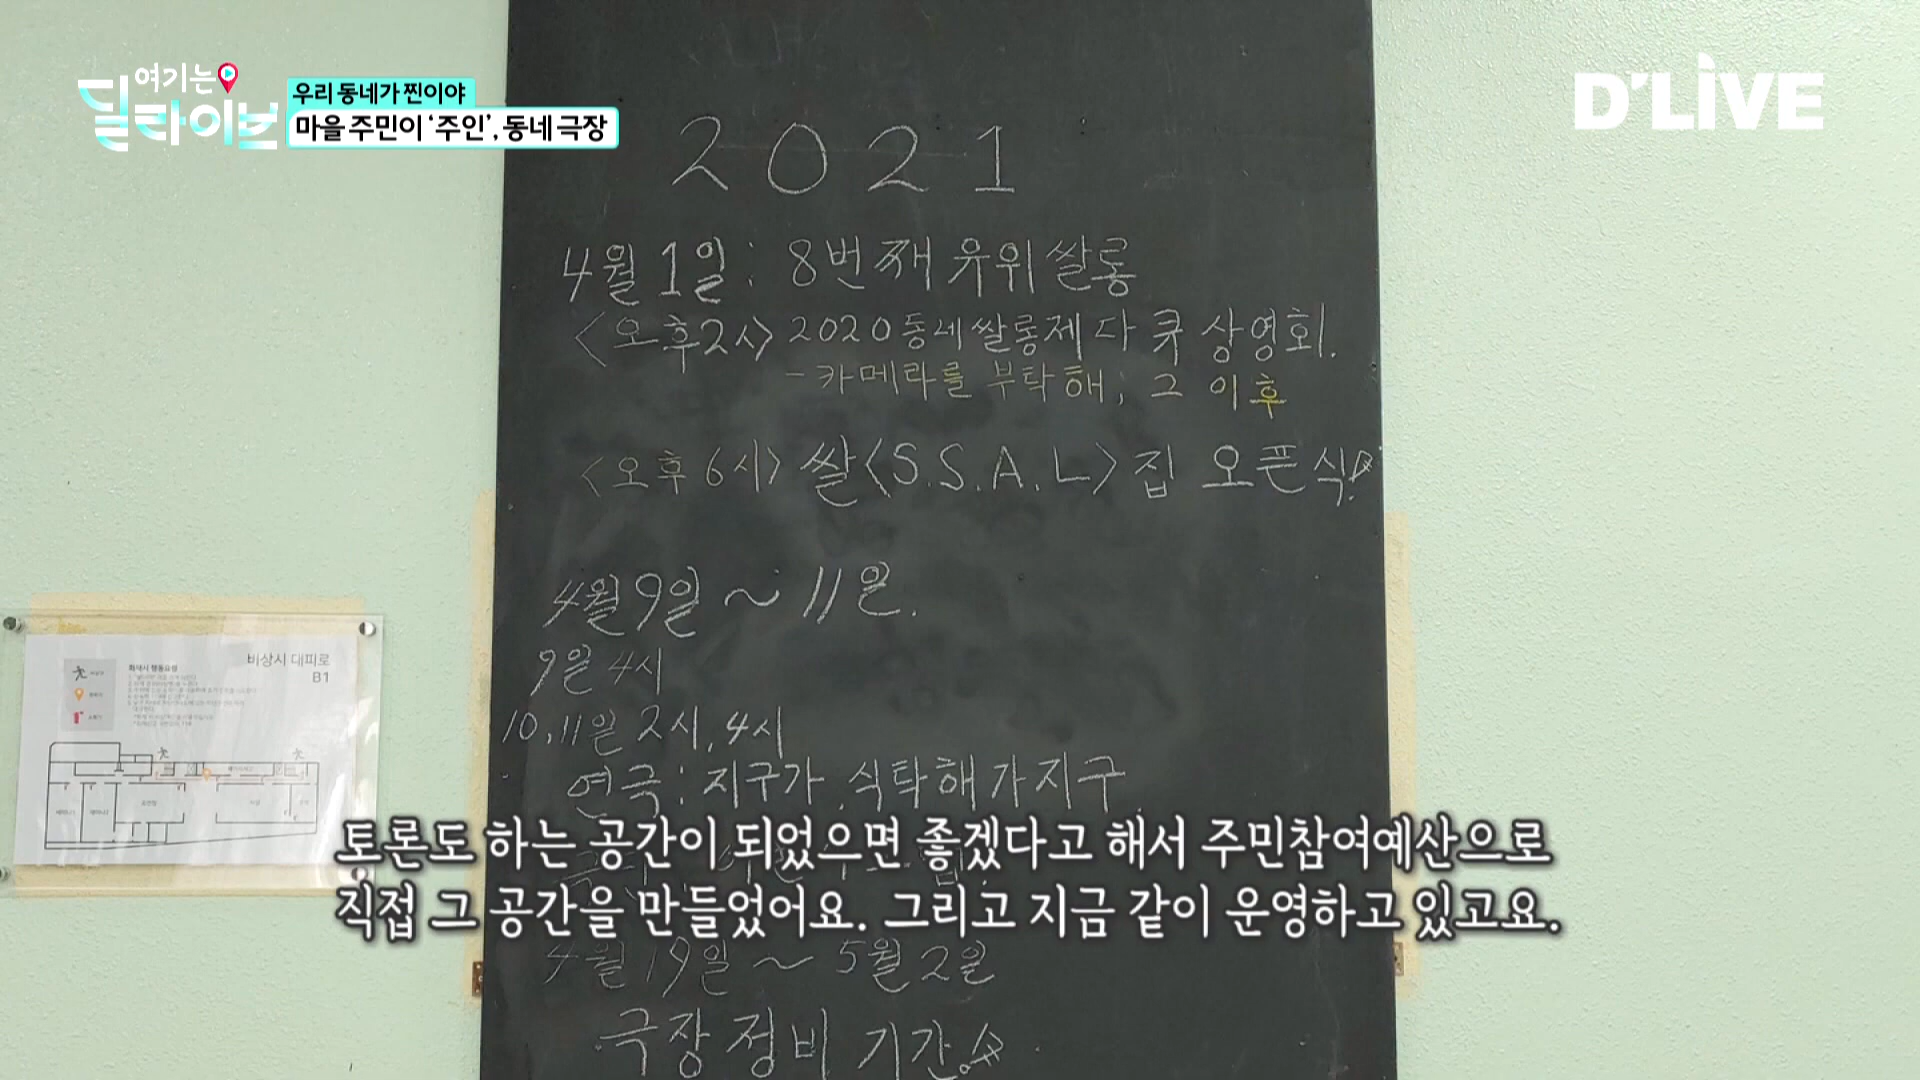 여기는
딜라이브
우리 동네가 찐이야
마을 주민이 '주인', 동네 극장
D'LIVE
2021
4월 1일: 8번째 유위쌀롱
<오후2시> 2020동네쌀롱제 다큐 상영회.
- 카메라를 부탁해; 그 이후
<오후 6시> 쌀<S.S.A.L> 집 오픈식!
4월 9일 ~ 11일.
9일 4시
10, 11일 2시, 4시
연극: 지구가, 식탁해가지구
비상시 대피로
B1
화재시 행동요령
토론도 하는 공간이 되었으면 좋겠다고 해서 주민참여예산으로
직접 그 공간을 만들었어요. 그리고 지금 같이 운영하고 있고요.
4월 19일 ~ 5월 2일
극장 정비 기간